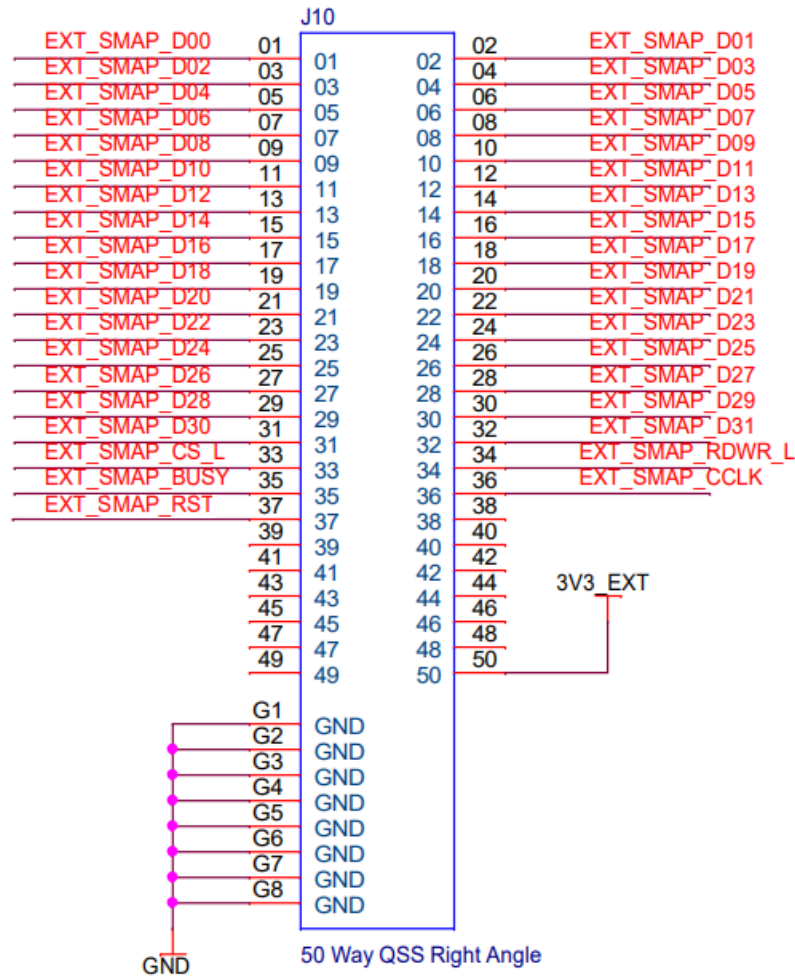 J10
EXT_SMAP_D00 01 01 02 02 EXT_SMAP_D01
EXT_SMAP_D02 03 03 04 04 EXT_SMAP_D03
EXT_SMAP_D04 05 05 06 06 EXT_SMAP_D05
EXT_SMAP_D06 07 07 08 08 EXT_SMAP_D07
EXT_SMAP_D08 09 09 10 10 EXT_SMAP_D09
EXT_SMAP_D10 11 11 12 12 EXT_SMAP_D11
EXT_SMAP_D12 13 13 14 14 EXT_SMAP_D13
EXT_SMAP_D14 15 15 16 16 EXT_SMAP_D15
EXT_SMAP_D16 17 17 18 18 EXT_SMAP_D17
EXT_SMAP_D18 19 19 20 20 EXT_SMAP_D19
EXT_SMAP_D20 21 21 22 22 EXT_SMAP_D21
EXT_SMAP_D22 23 23 24 24 EXT_SMAP_D23
EXT_SMAP_D24 25 25 26 26 EXT_SMAP_D25
EXT_SMAP_D26 27 27 28 28 EXT_SMAP_D27
EXT_SMAP_D28 29 29 30 30 EXT_SMAP_D29
EXT_SMAP_D30 31 31 32 32 EXT_SMAP_D31
EXT_SMAP_CS_L 33 33 34 34 EXT_SMAP_RDWR_L
EXT_SMAP_BUSY 35 35 36 36 EXT_SMAP_CCLK
EXT_SMAP_RST 37 37 38 38
39 39 40 40
41 41 42 42
43 43 44 44 3V3_EXT
45 45 46 46
47 47 48 48
49 49 50 50
G1 GND
G2 GND
G3 GND
G4 GND
G5 GND
G6 GND
G7 GND
G8 GND
GND
50 Way QSS Right Angle